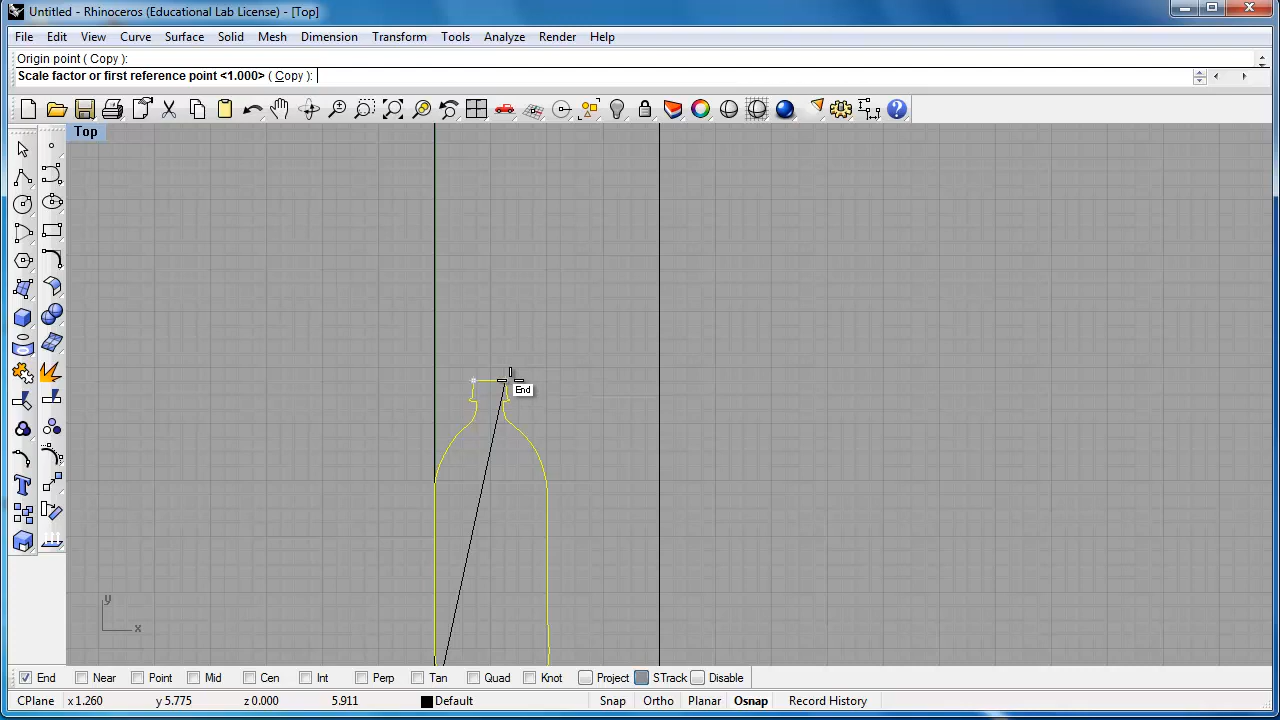 Untitled - Rhinoceros (Educational Lab License) - [Top]
File Edit View Curve Surface Solid Mesh Dimension Transform Tools Analyze Render Help
Origin point ( Copy ):
Scale factor or first reference point <1.000> ( Copy ):
Top
End
y
x
End Near Point Mid Cen Int Perp Tan Quad Knot Project STrack Disable
CPlane x 1.260 y 5.775 z 0.000 5.911 Default Snap Ortho Planar Osnap Record History